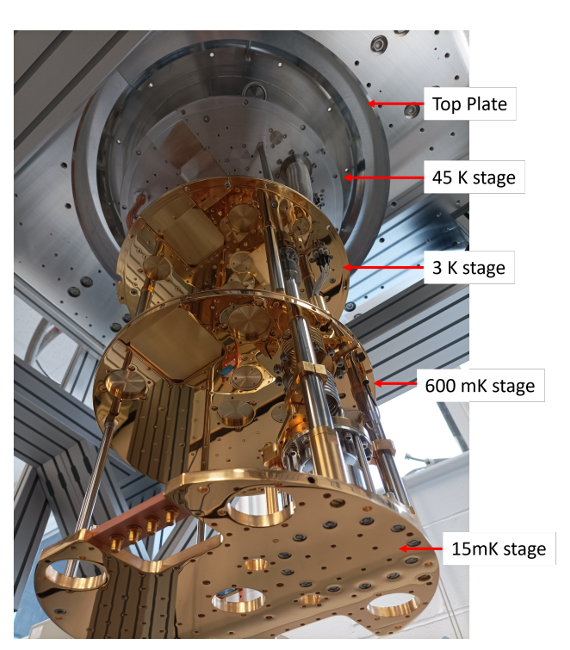 Top Plate
45 K stage
3 K stage
600 mK stage
15mK stage